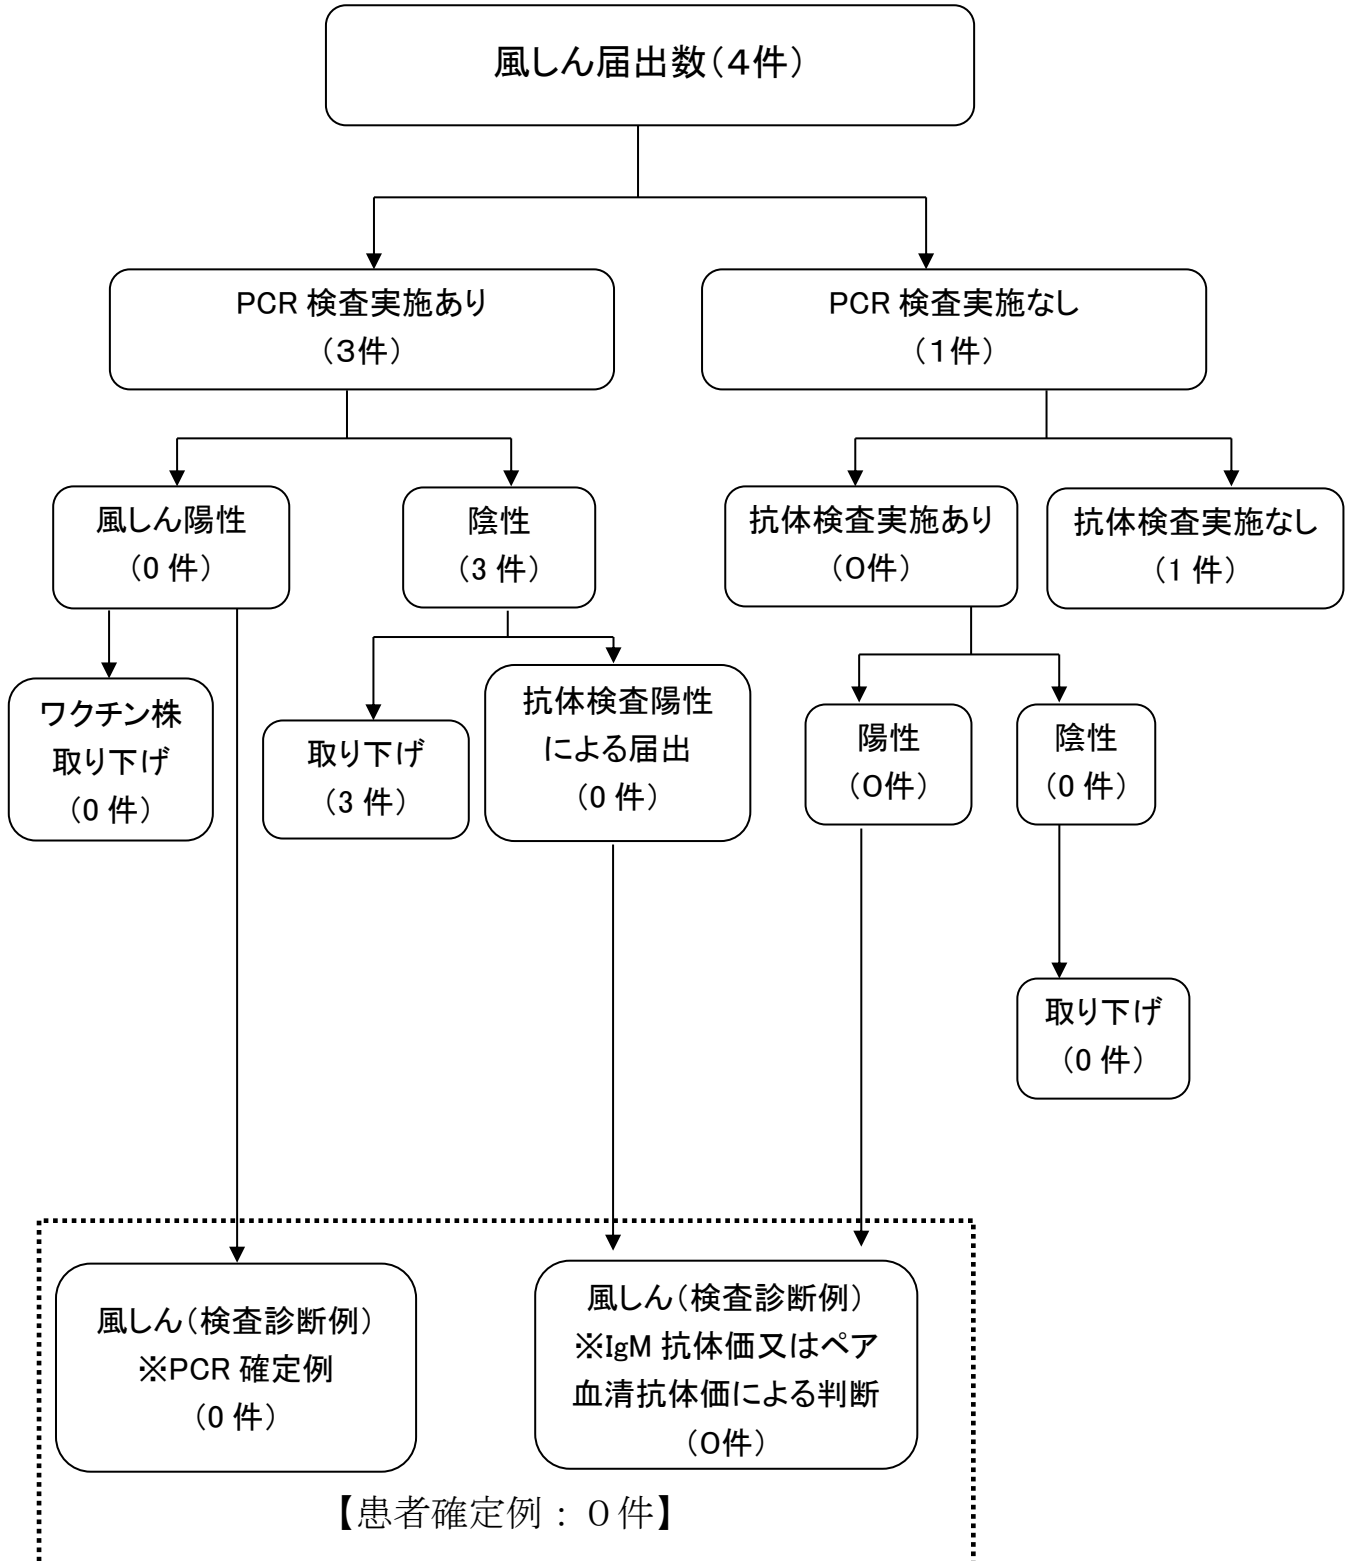 風しん届出数（４件）
PCR 検査実施あり
（３件）
PCR 検査実施なし
（１件）
風しん陽性
（0 件）
陰性
（3 件）
抗体検査実施あり
（０件）
抗体検査実施なし
（1 件）
ワクチン株
取り下げ
（0 件）
取り下げ
（3 件）
抗体検査陽性
による届出
（0 件）
陽性
（０件）
陰性
（0 件）
取り下げ
（0 件）
風しん（検査診断例）
※PCR 確定例
（0 件）
風しん（検査診断例）
※IgM 抗体価又はペア
血清抗体価による判断
（０件）
【患者確定例：０件】